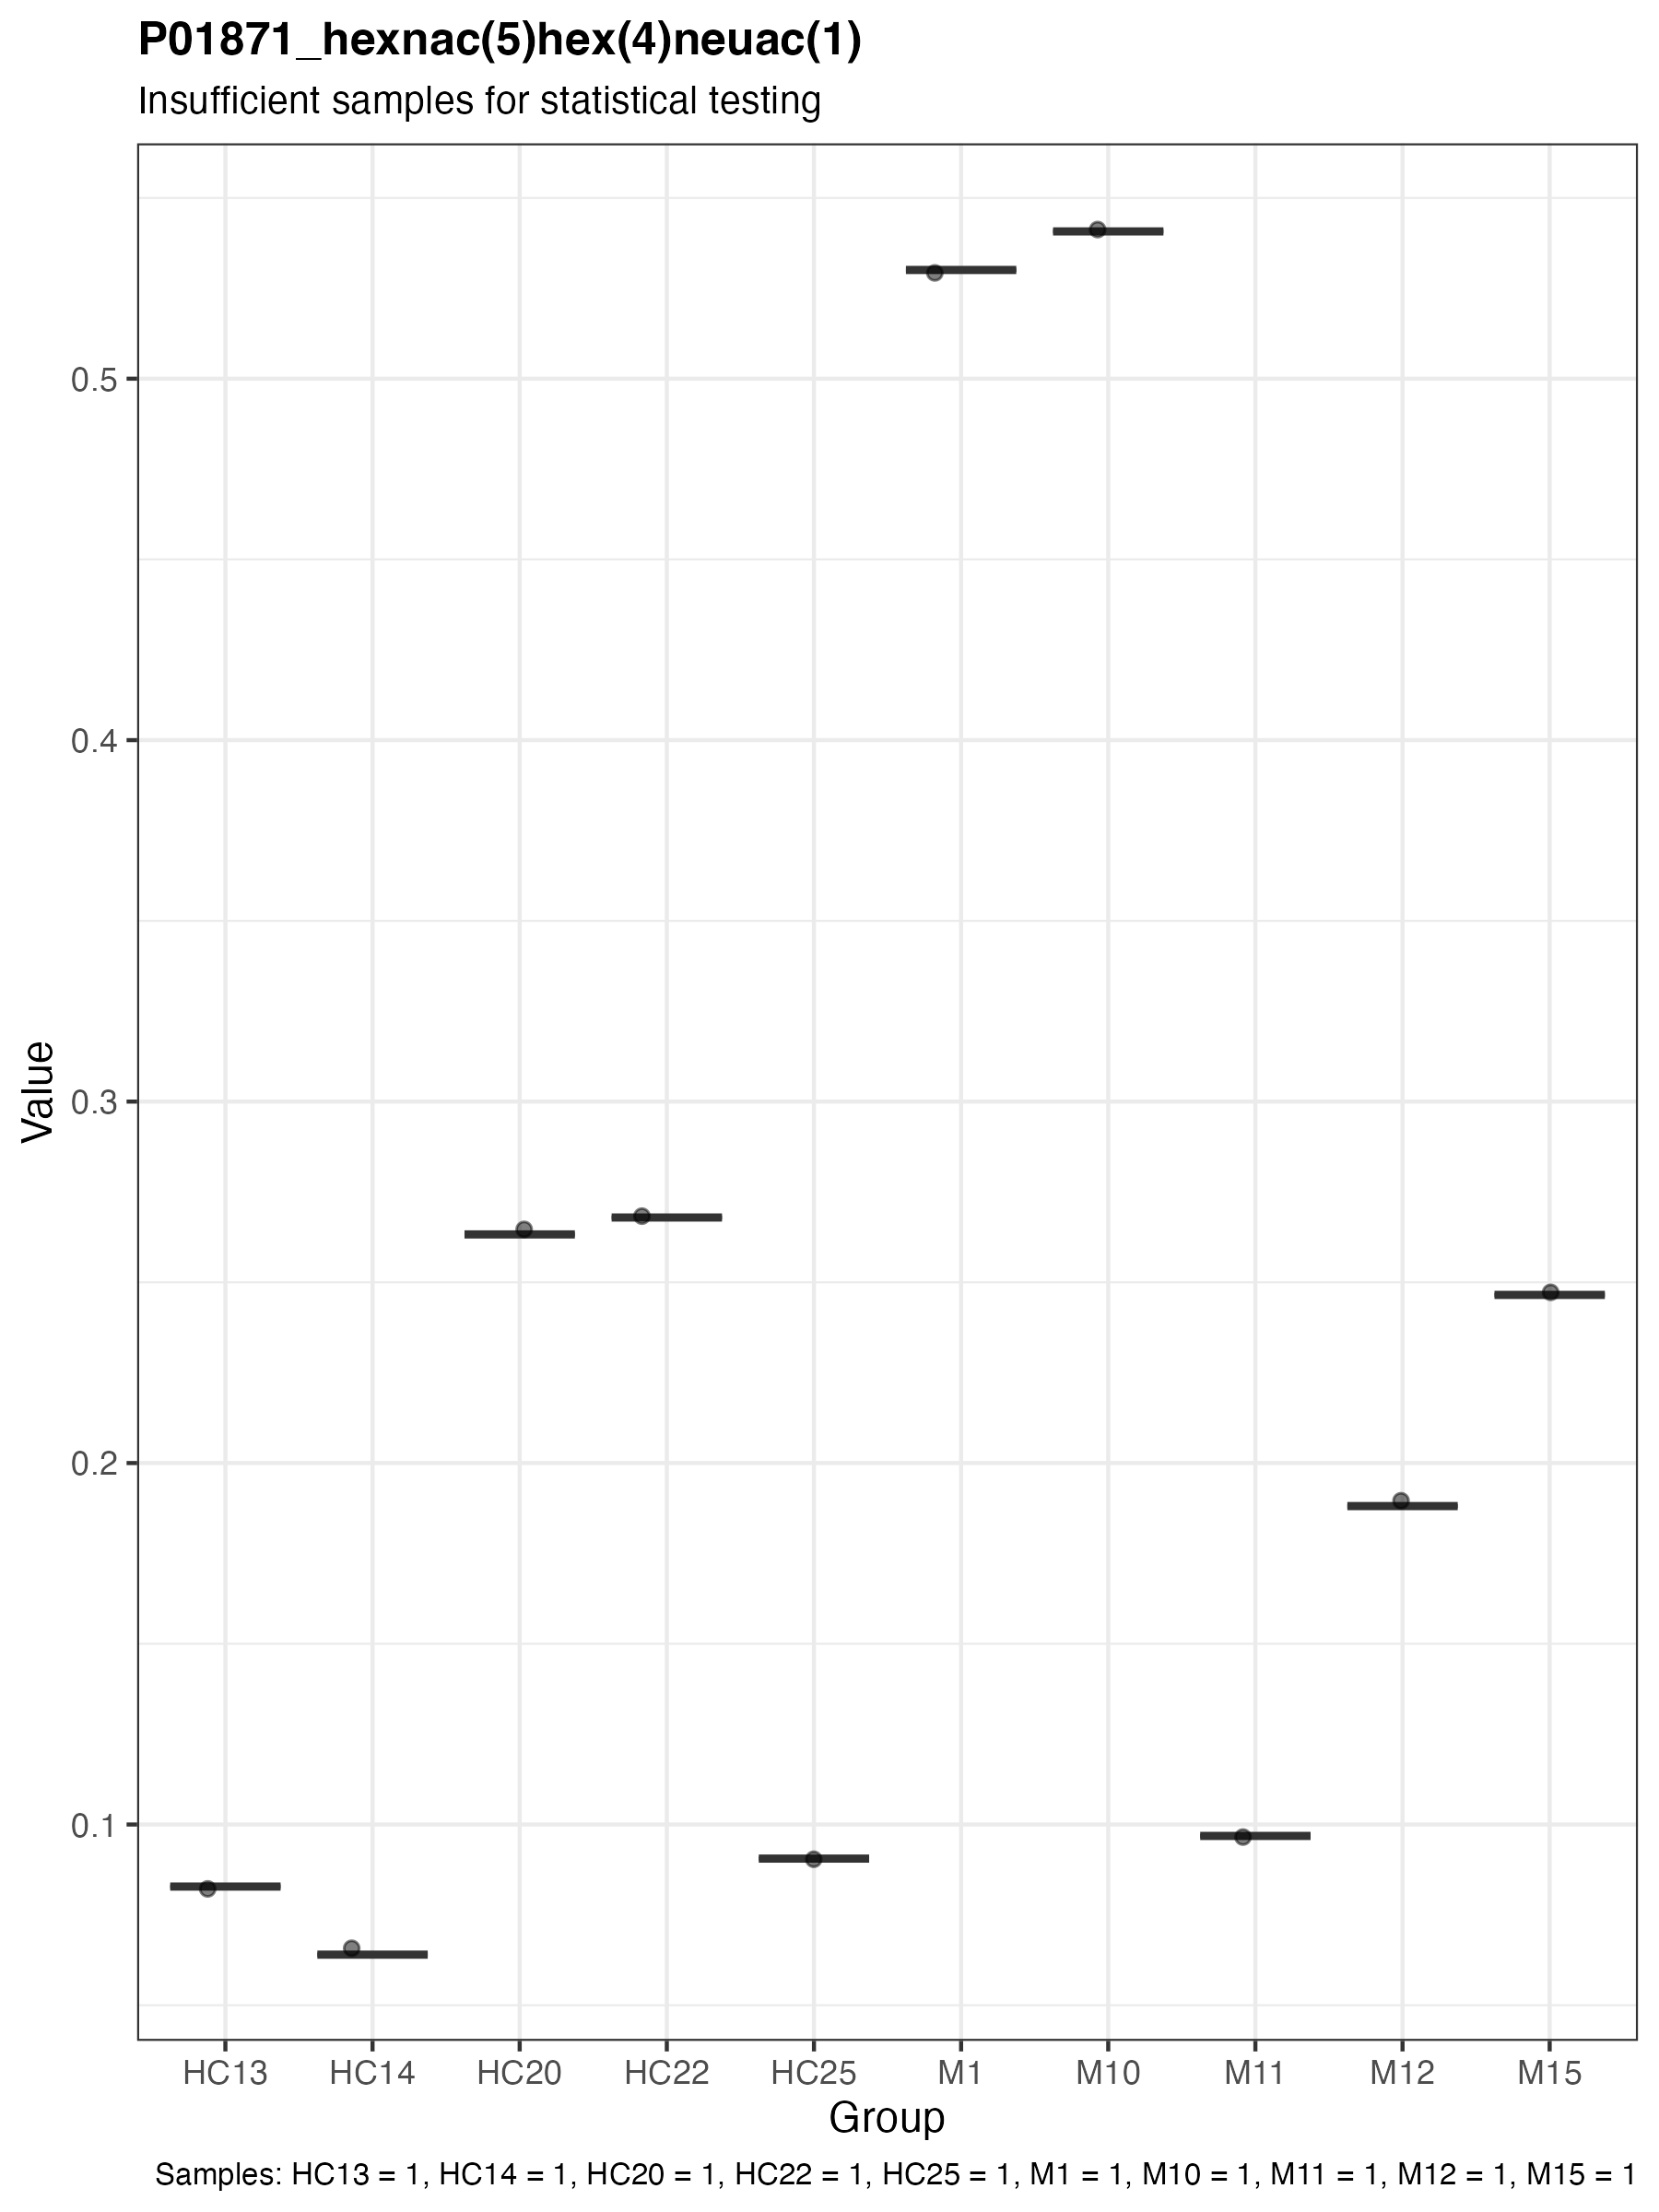 P01871_hexnac(5)hex(4)neuac(1)
Insufficient samples for statistical testing
Value
0.5
0.4
0.3
0.2
0.1
HC13 HC14 HC20 HC22 HC25 M1 M10 M11 M12 M15
Group
Samples: HC13 = 1, HC14 = 1, HC20 = 1, HC22 = 1, HC25 = 1, M1 = 1, M10 = 1, M11 = 1, M12 = 1, M15 = 1